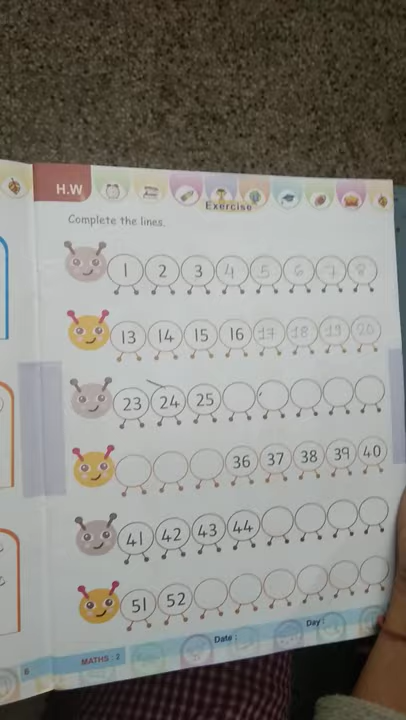 H.W
Exercise
Complete the lines.
1 2 3 4 5 6 7 8
13 14 15 16 17 18 19 20
23 24 25
36 37 38 39 40
41 42 43 44
51 52
Date :
Day :
6
MATHS : 2